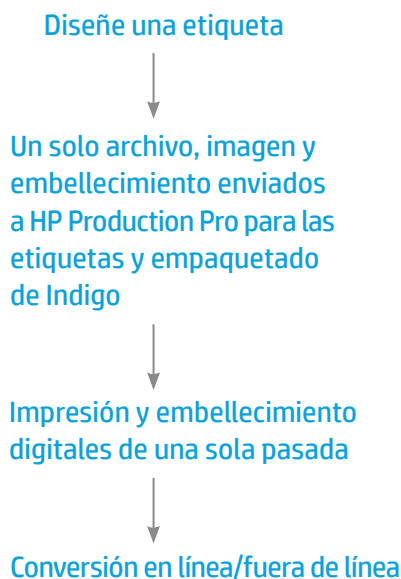 Diseñe una etiqueta
Un solo archivo, imagen y
embellecimiento enviados
a HP Production Pro para las
etiquetas y empaquetado
de Indigo
Impresión y embellecimiento
digitales de una sola pasada
Conversión en línea/fuera de línea